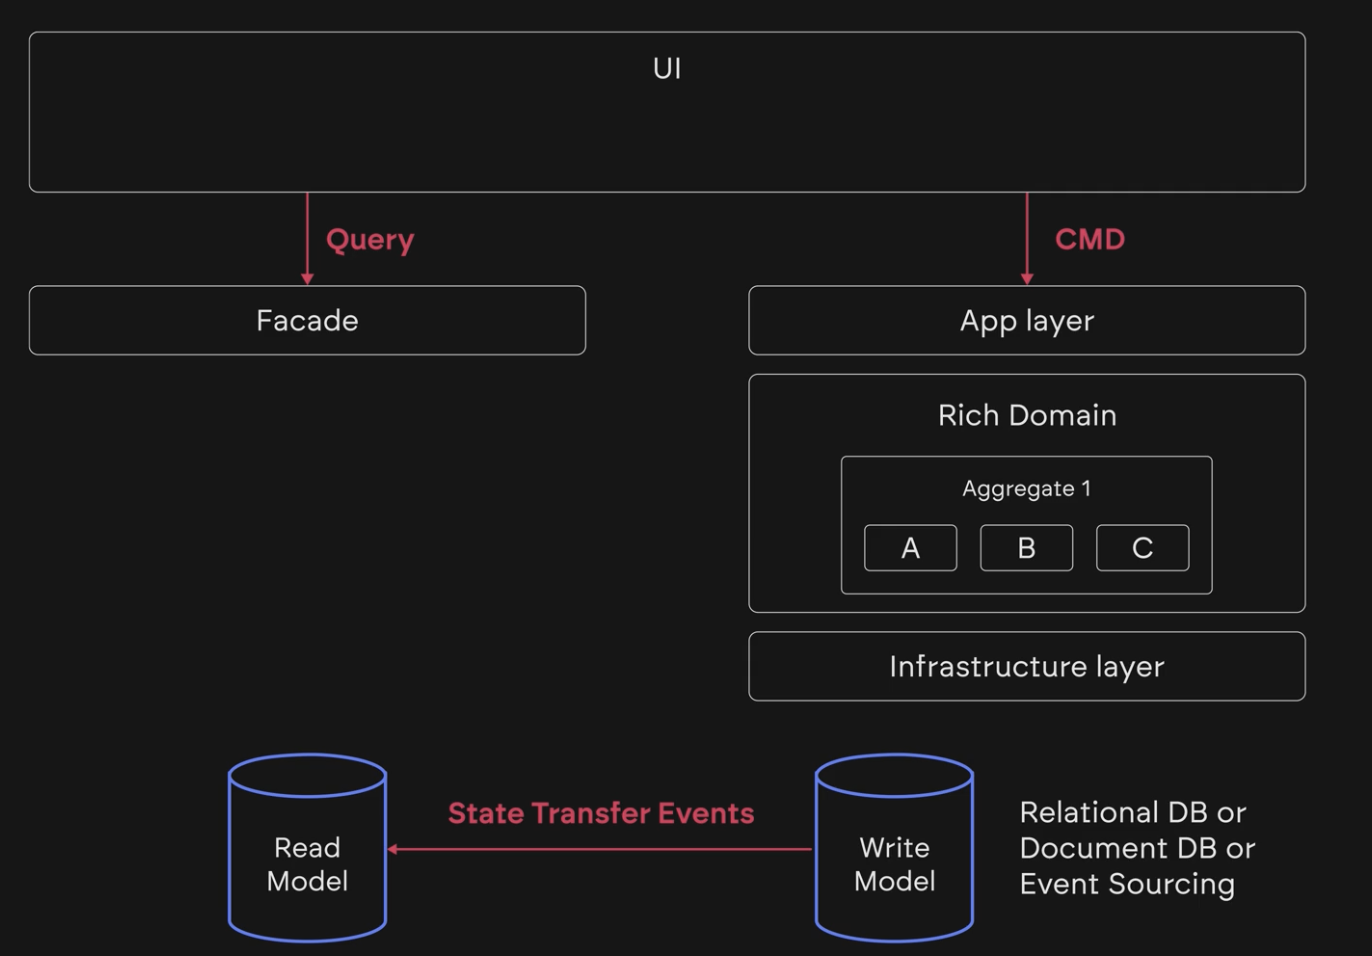 UI
Query
CMD
Facade
App layer
Rich Domain
Aggregate 1
A
B
C
Infrastructure layer
State Transfer Events
Read
Model
Write
Model
Relational DB or
Document DB or
Event Sourcing